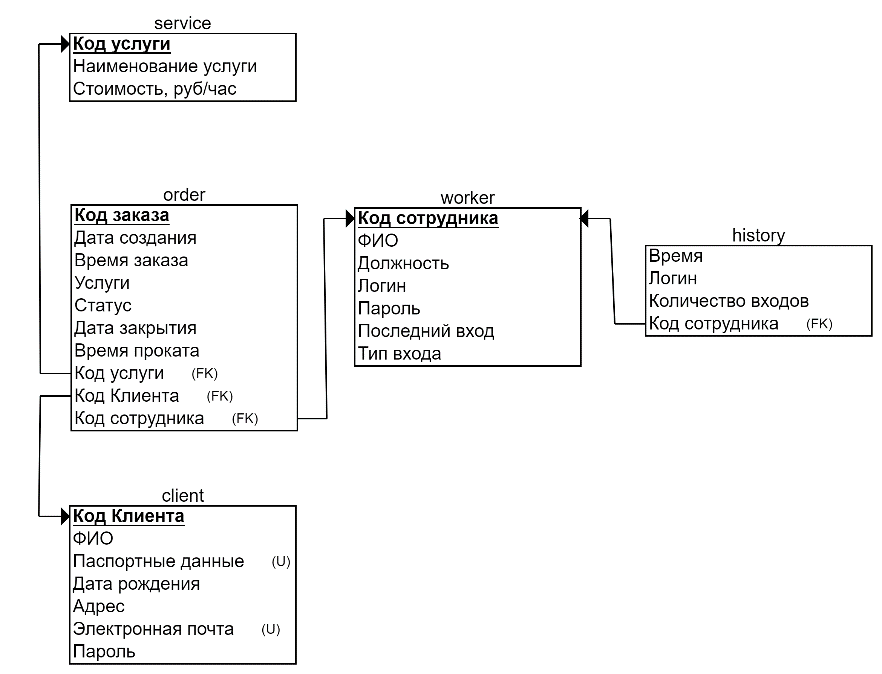 service
Код услуги
Наименование услуги
Стоимость, руб/час
order
Код заказа
Дата создания
Время заказа
Услуги
Статус
Дата закрытия
Время проката
Код услуги (FK)
Код Клиента (FK)
Код сотрудника (FK)
worker
Код сотрудника
ФИО
Должность
Логин
Пароль
Последний вход
Тип входа
history
Время
Логин
Количество входов
Код сотрудника (FK)
client
Код Клиента
ФИО
Паспортные данные (U)
Дата рождения
Адрес
Электронная почта (U)
Пароль